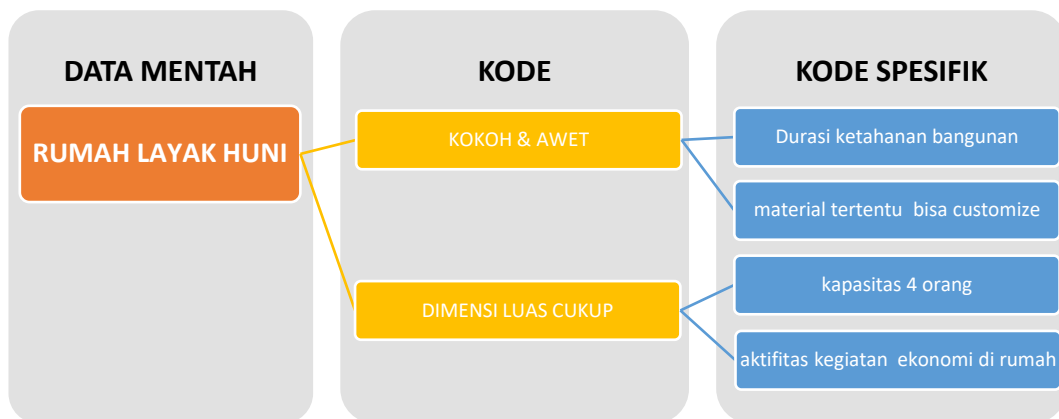 DATA MENTAH
KODE
KODE SPESIFIK
RUMAH LAYAK HUNI
KOKOH & AWET
Durasi ketahanan bangunan
material tertentu  bisa customize
DIMENSI LUAS CUKUP
kapasitas 4 orang
aktifitas kegiatan  ekonomi di rumah